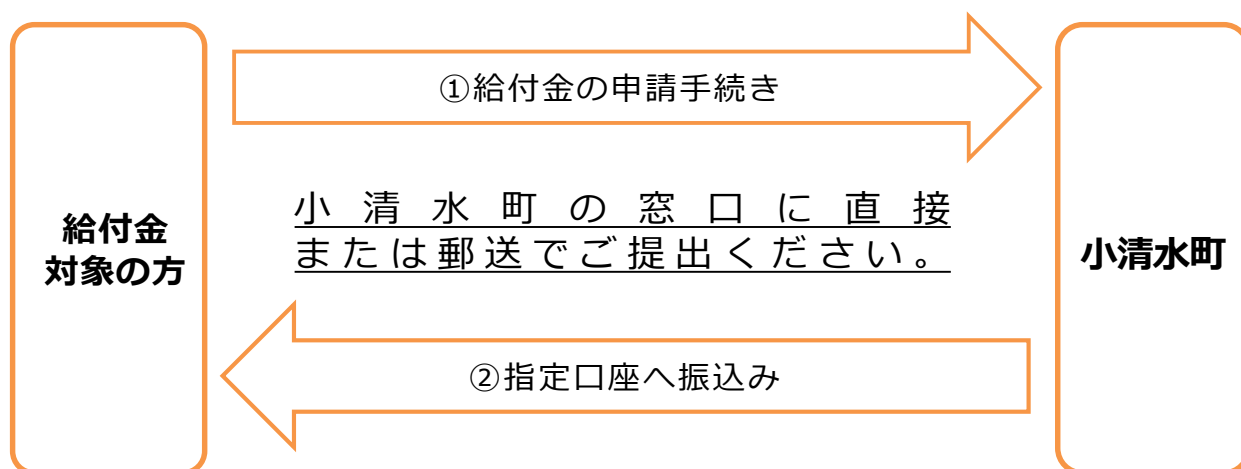 給付金
対象の方
①給付金の申請手続き
小清水町の窓口に直接
または郵送でご提出ください。
②指定口座へ振込み
小清水町